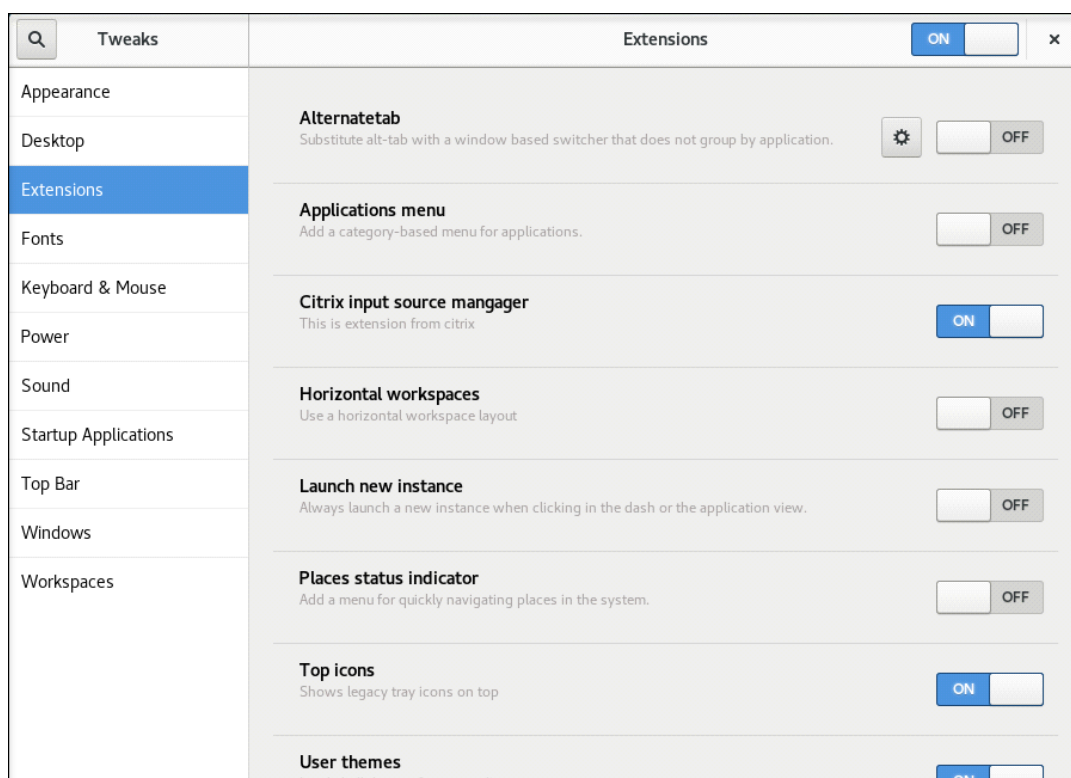 Tweaks
Extensions
ON
Appearance
Desktop
Extensions
Fonts
Keyboard & Mouse
Power
Sound
Startup Applications
Top Bar
Windows
Workspaces
Alternatetab
Substitute alt-tab with a window based switcher that does not group by application.
OFF
Applications menu
Add a category-based menu for applications.
OFF
Citrix input source mangager
This is extension from citrix
ON
Horizontal workspaces
Use a horizontal workspace layout
OFF
Launch new instance
Always launch a new instance when clicking in the dash or the application view.
OFF
Places status indicator
Add a menu for quickly navigating places in the system.
OFF
Top icons
Shows legacy tray icons on top
ON
User themes
ON